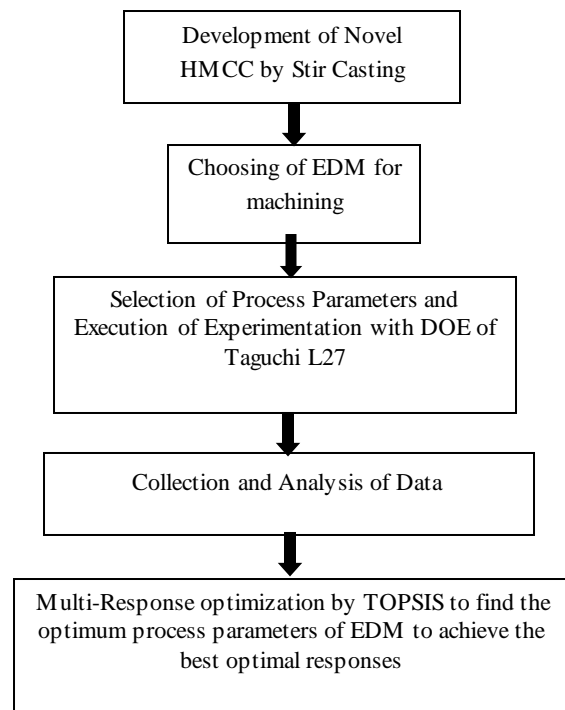 Development of Novel
HMCC by Stir Casting
Choosing of EDM for
machining
Selection of Process Parameters and
Execution of Experimentation with DOE of
Taguchi L27
Collection and Analysis of Data
Multi-Response optimization by TOPSIS to find the
optimum process parameters of EDM to achieve the
best optimal responses